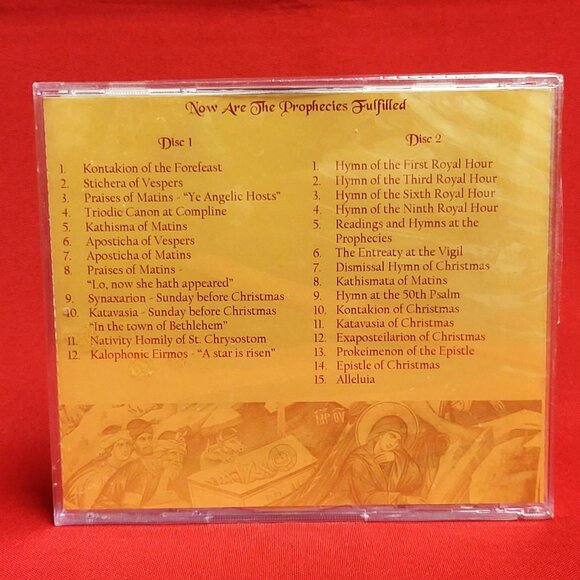 Now Are The Prophecies Fulfilled
Disc 1
1. Kontakion of the Forefeast
2. Stichera of Vespers
3. Praises of Matins - “Ye Angelic Hosts”
4. Triodic Canon at Compline
5. Kathisma of Matins
6. Aposticha of Vespers
7. Aposticha of Matins
8. Praises of Matins -
“Lo, now she hath appeared”
9. Synaxarion - Sunday before Christmas
10. Katavasia - Sunday before Christmas
“In the town of Bethlehem”
11. Nativity Homily of St. Chrysostom
12. Kalophonic Eirmos - “A star is risen”
Disc 2
1. Hymn of the First Royal Hour
2. Hymn of the Third Royal Hour
3. Hymn of the Sixth Royal Hour
4. Hymn of the Ninth Royal Hour
5. Readings and Hymns at the
Prophecies
6. The Entreaty at the Vigil
7. Dismissal Hymn of Christmas
8. Kathismata of Matins
9. Hymn at the 50th Psalm
10. Kontakion of Christmas
11. Katavasia of Christmas
12. Exaposteilarion of Christmas
13. Prokeimenon of the Epistle
14. Epistle of Christmas
15. Alleluia
ΜΡ ΘΥ